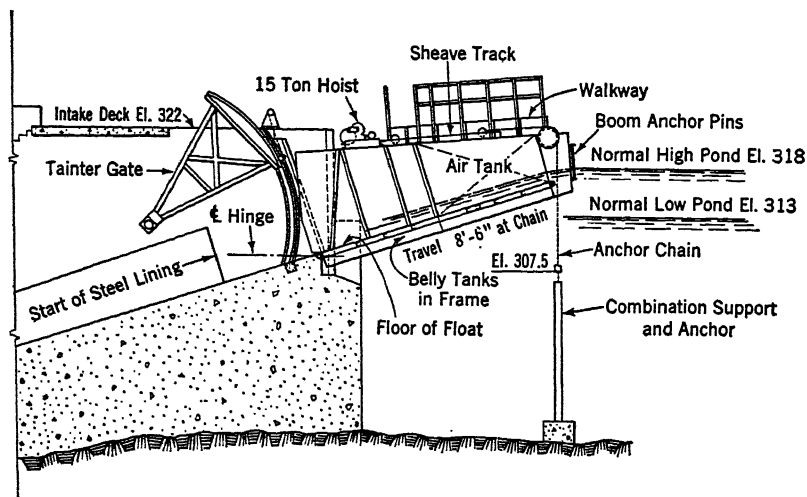 Sheave Track
15 Ton Hoist
Walkway
Intake Deck El. 322
Boom Anchor Pins
Normal High Pond El. 318
Air Tank
Tainter Gate
Normal Low Pond El. 313
℄ Hinge
Travel 8'-6" at Chain
Anchor Chain
El. 307.5
Start of Steel Lining
Belly Tanks
in Frame
Floor of Float
Combination Support
and Anchor